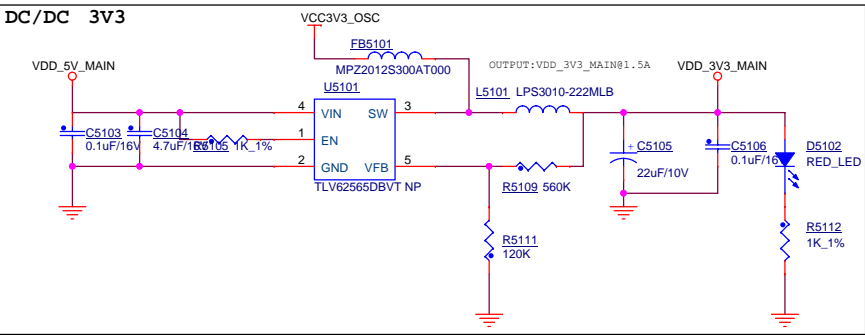 DC/DC 3V3
VCC3V3_OSC
FB5101
MPZ2012S300AT000
OUTPUT:VDD_3V3_MAIN@1.5A
VDD_5V_MAIN
VDD_3V3_MAIN
U5101
L5101 LPS3010-222MLB
4 VIN SW 3
1 EN
2 GND VFB 5
TLV62565DBVT NP
C5103
0.1uF/16V
C5104
4.7uF/16V
R5105 1K_1%
R5109 560K
R5111
120K
+ C5105
22uF/10V
C5106
0.1uF/16
D5102
RED_LED
R5112
1K_1%